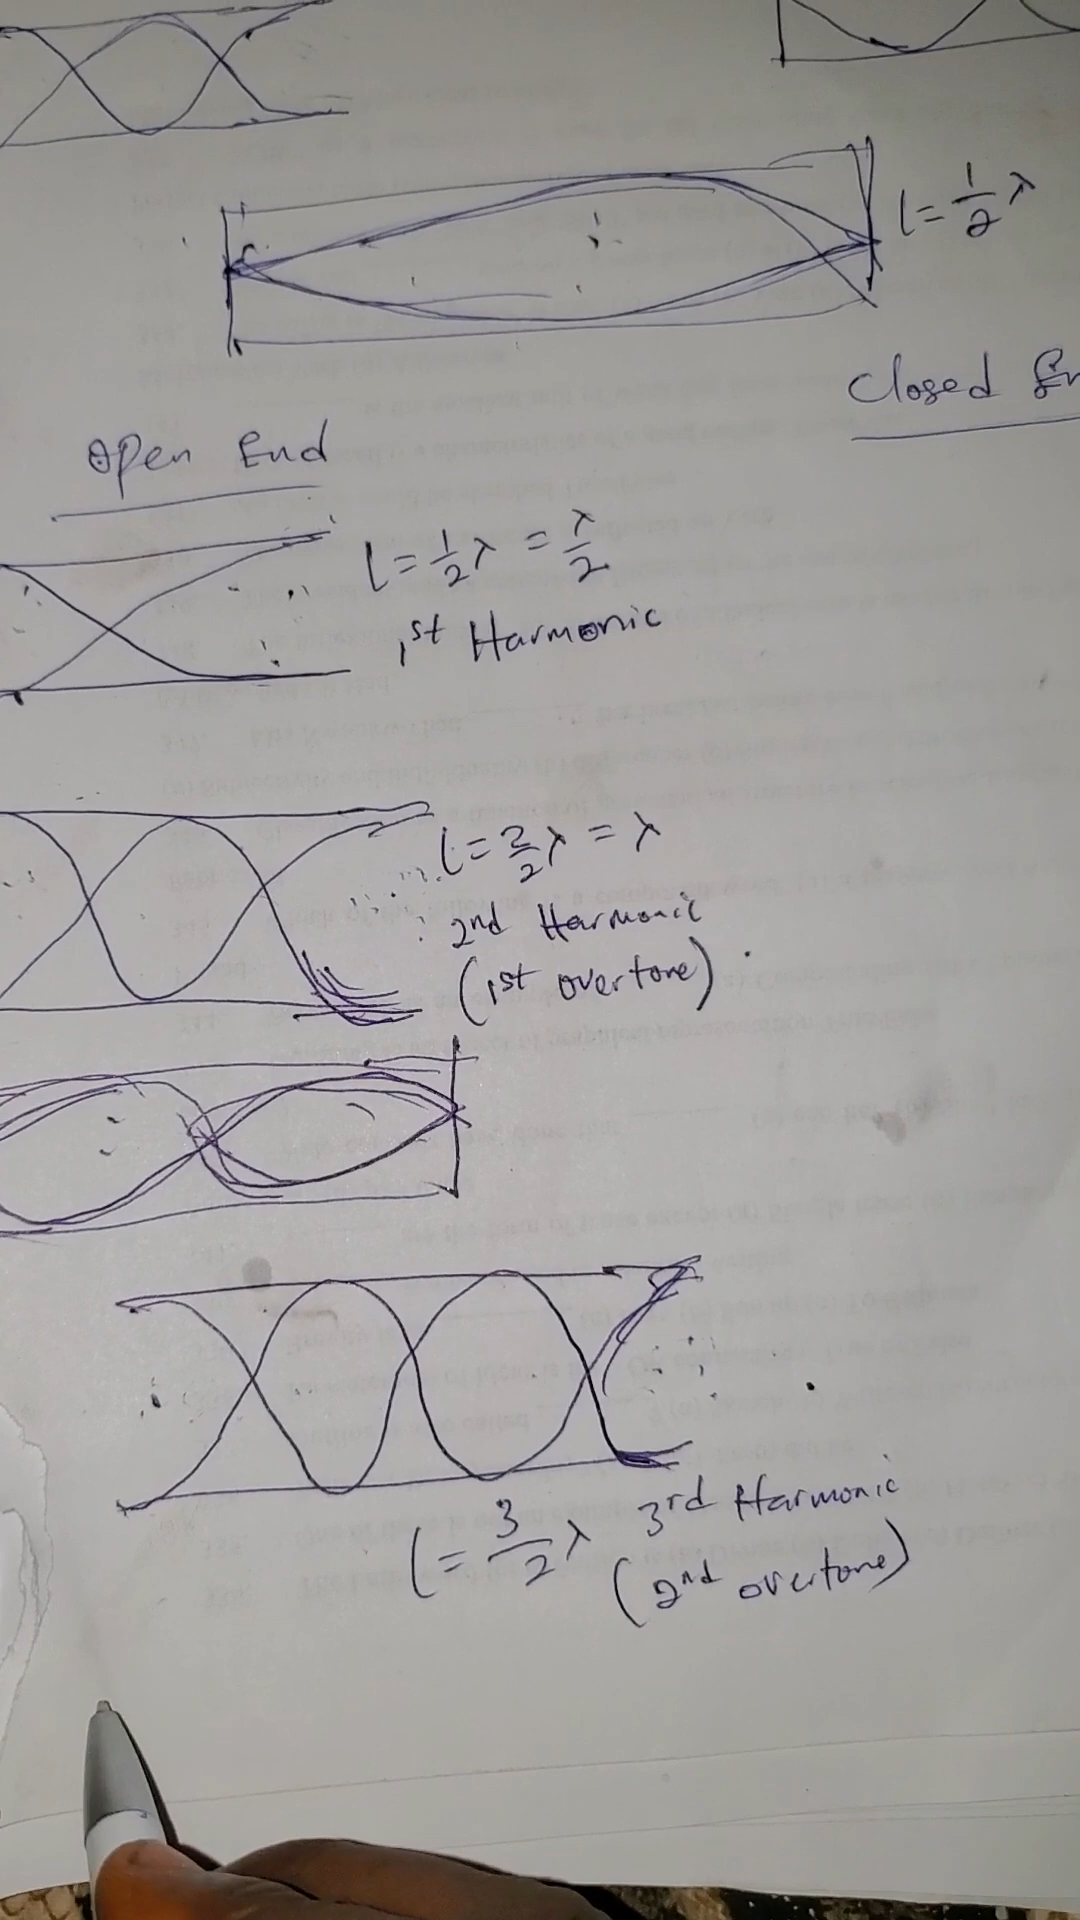 l = 1/2 λ
Closed
Open End
l = 1/2 λ = λ/2
1st Harmonic
l = 2/2 λ = λ
2nd Harmonic
(1st overtone)
l = 3/2 λ 3rd Harmonic
(2nd overtone)